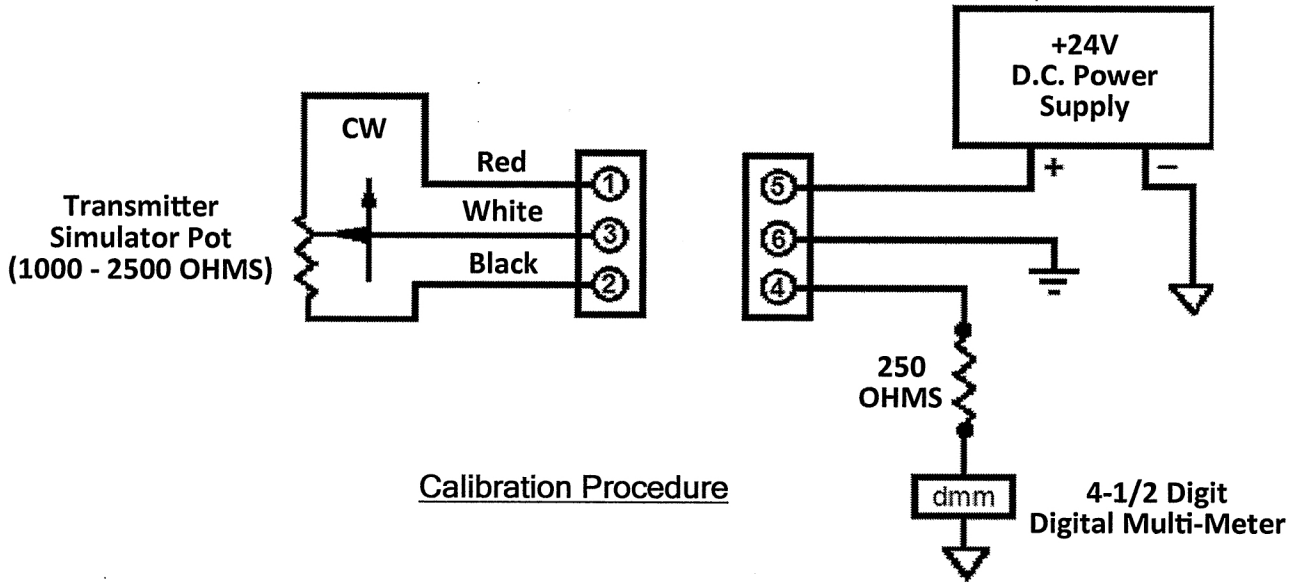 +24V
D.C. Power
Supply
+
–
CW
Red
White
Black
1
3
2
5
6
4
Transmitter
Simulator Pot
(1000 - 2500 OHMS)
250
OHMS
dmm
4-1/2 Digit
Digital Multi-Meter
Calibration Procedure